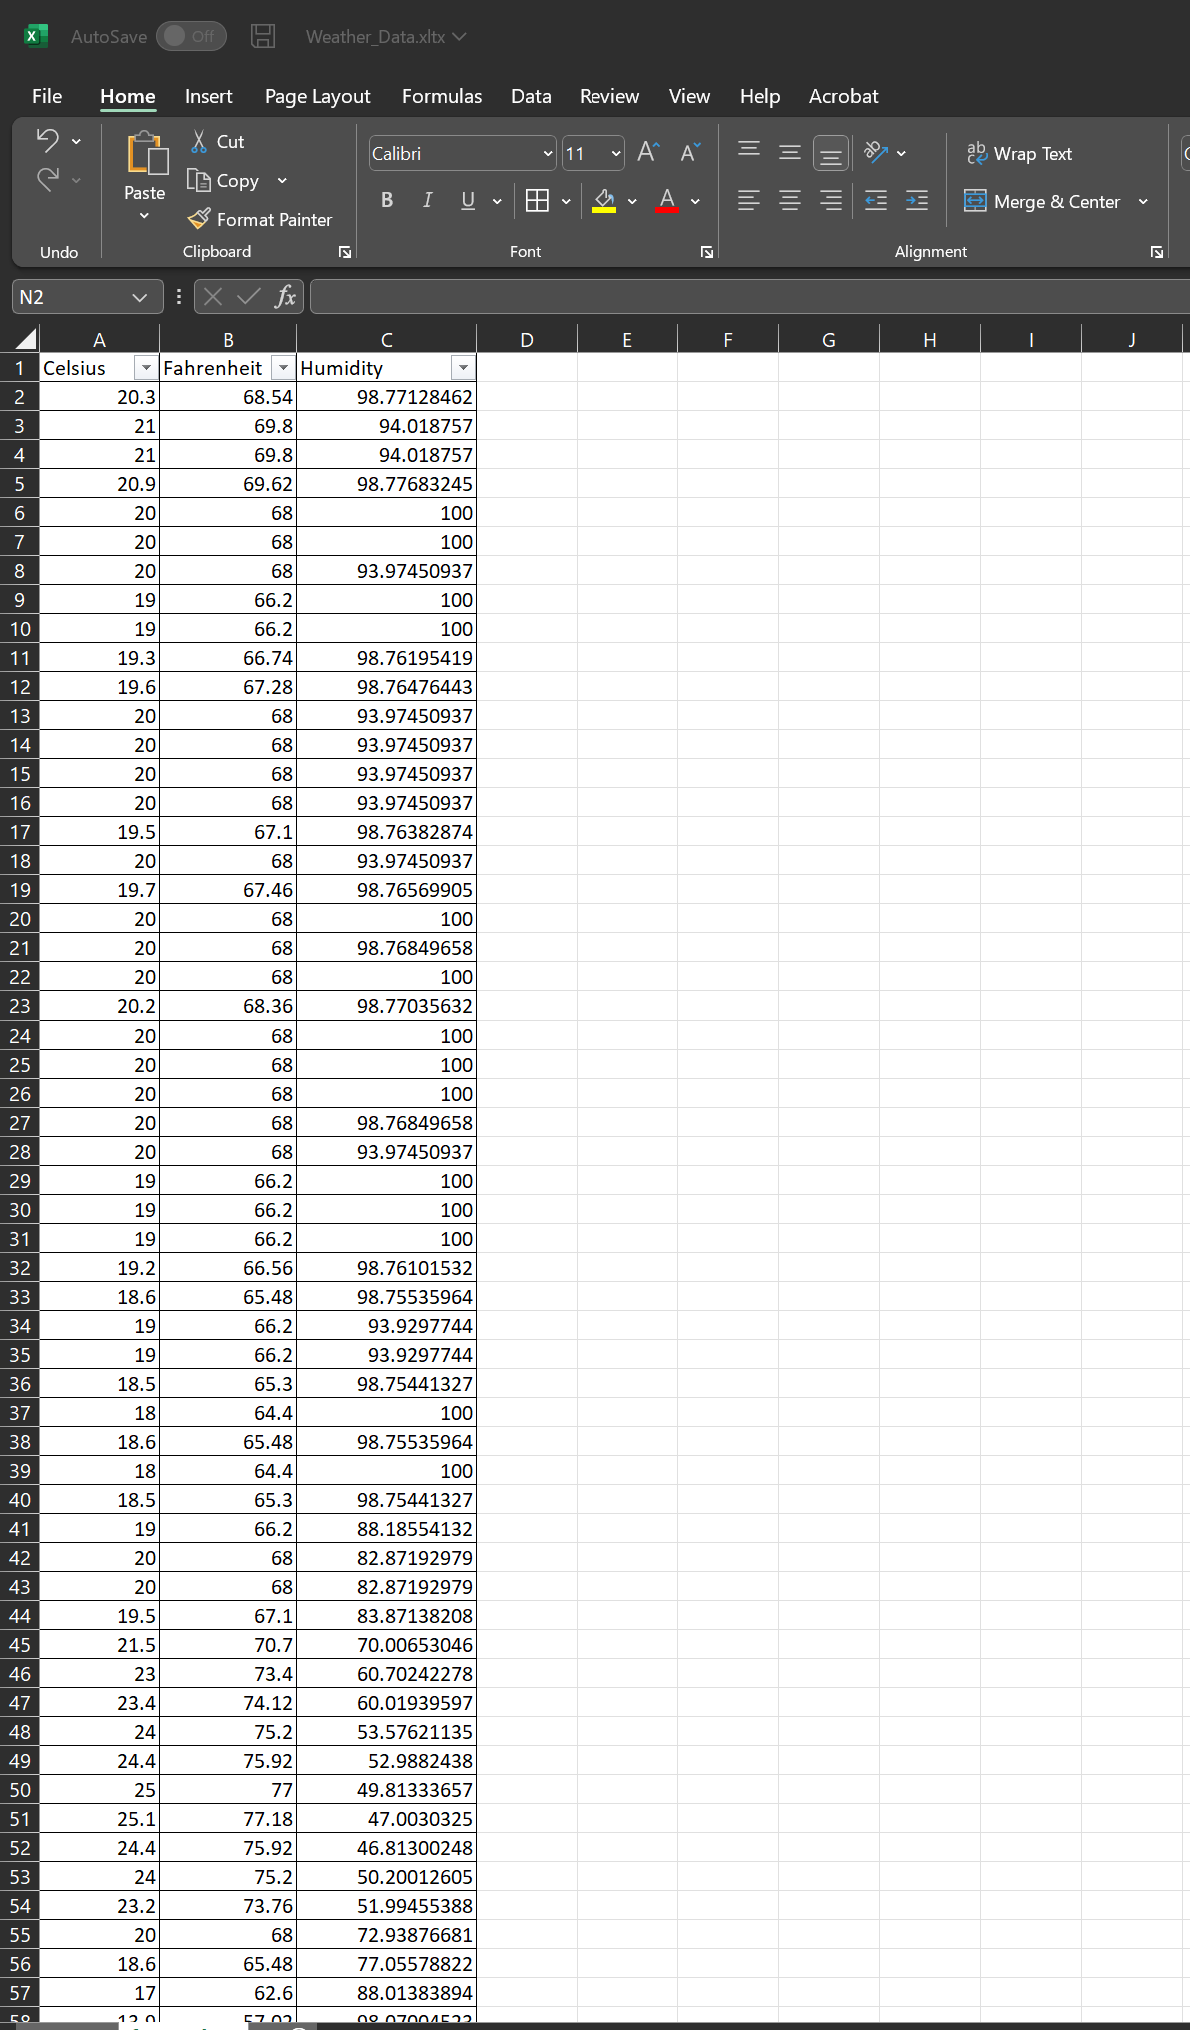 AutoSave Off Weather_Data.xltx
File Home Insert Page Layout Formulas Data Review View Help Acrobat
Cut
Calibri 11 Wrap Text
Paste Copy
B I U A Merge & Center
Format Painter
Undo Clipboard Font Alignment
N2 fx
A B C D E F G H I J
1 Celsius Fahrenheit Humidity
2 20.3 68.54 98.77128462
3 21 69.8 94.018757
4 21 69.8 94.018757
5 20.9 69.62 98.77683245
6 20 68 100
7 20 68 100
8 20 68 93.97450937
9 19 66.2 100
10 19 66.2 100
11 19.3 66.74 98.76195419
12 19.6 67.28 98.76476443
13 20 68 93.97450937
14 20 68 93.97450937
15 20 68 93.97450937
16 20 68 93.97450937
17 19.5 67.1 98.76382874
18 20 68 93.97450937
19 19.7 67.46 98.76569905
20 20 68 100
21 20 68 98.76849658
22 20 68 100
23 20.2 68.36 98.77035632
24 20 68 100
25 20 68 100
26 20 68 100
27 20 68 98.76849658
28 20 68 93.97450937
29 19 66.2 100
30 19 66.2 100
31 19 66.2 100
32 19.2 66.56 98.76101532
33 18.6 65.48 98.75535964
34 19 66.2 93.9297744
35 19 66.2 93.9297744
36 18.5 65.3 98.75441327
37 18 64.4 100
38 18.6 65.48 98.75535964
39 18 64.4 100
40 18.5 65.3 98.75441327
41 19 66.2 88.18554132
42 20 68 82.87192979
43 20 68 82.87192979
44 19.5 67.1 83.87138208
45 21.5 70.7 70.00653046
46 23 73.4 60.70242278
47 23.4 74.12 60.01939597
48 24 75.2 53.57621135
49 24.4 75.92 52.9882438
50 25 77 49.81333657
51 25.1 77.18 47.0030325
52 24.4 75.92 46.81300248
53 24 75.2 50.20012605
54 23.2 73.76 51.99455388
55 20 68 72.93876681
56 18.6 65.48 77.05578822
57 17 62.6 88.01383894
58 13.9 57.02